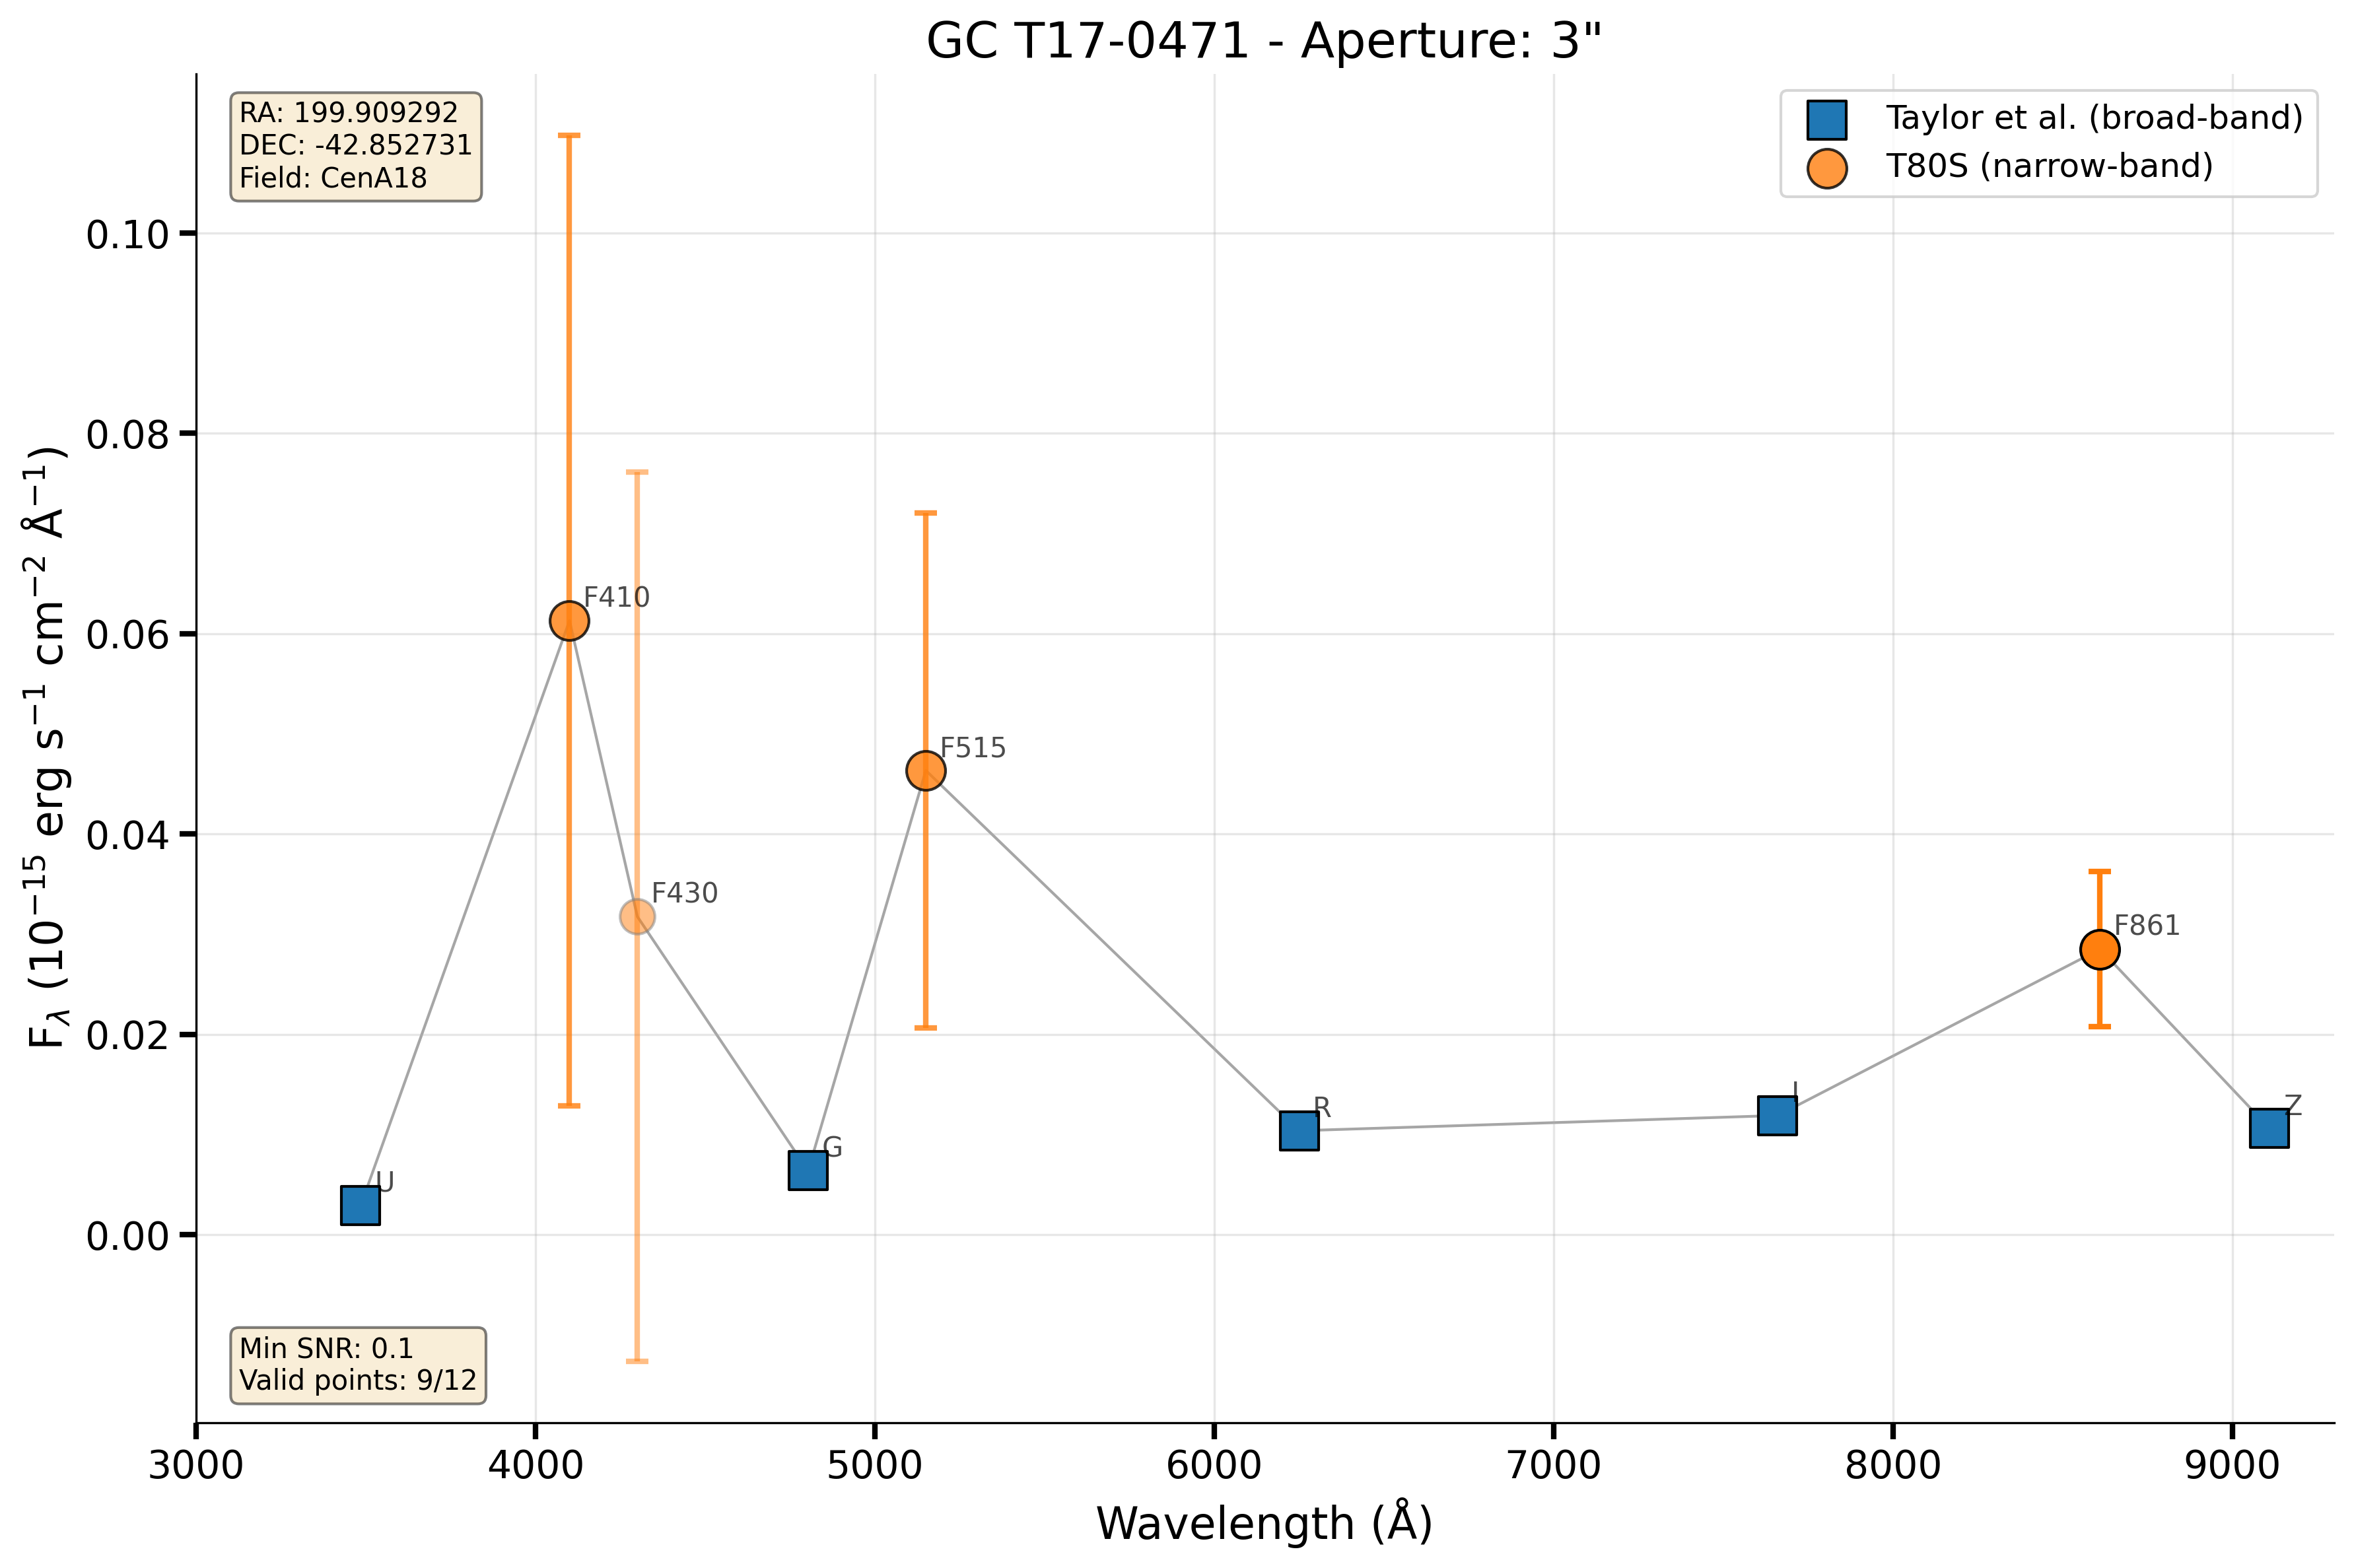 GC T17-0471 - Aperture: 3"
RA: 199.909292
DEC: -42.852731
Field: CenA18
Taylor et al. (broad-band)
T80S (narrow-band)
F_λ (10⁻¹⁵ erg s⁻¹ cm⁻² Å⁻¹)
0.10
0.08
0.06
0.04
0.02
0.00
U
F410
F430
G
F515
R
I
F861
Z
Min SNR: 0.1
Valid points: 9/12
3000 4000 5000 6000 7000 8000 9000
Wavelength (Å)